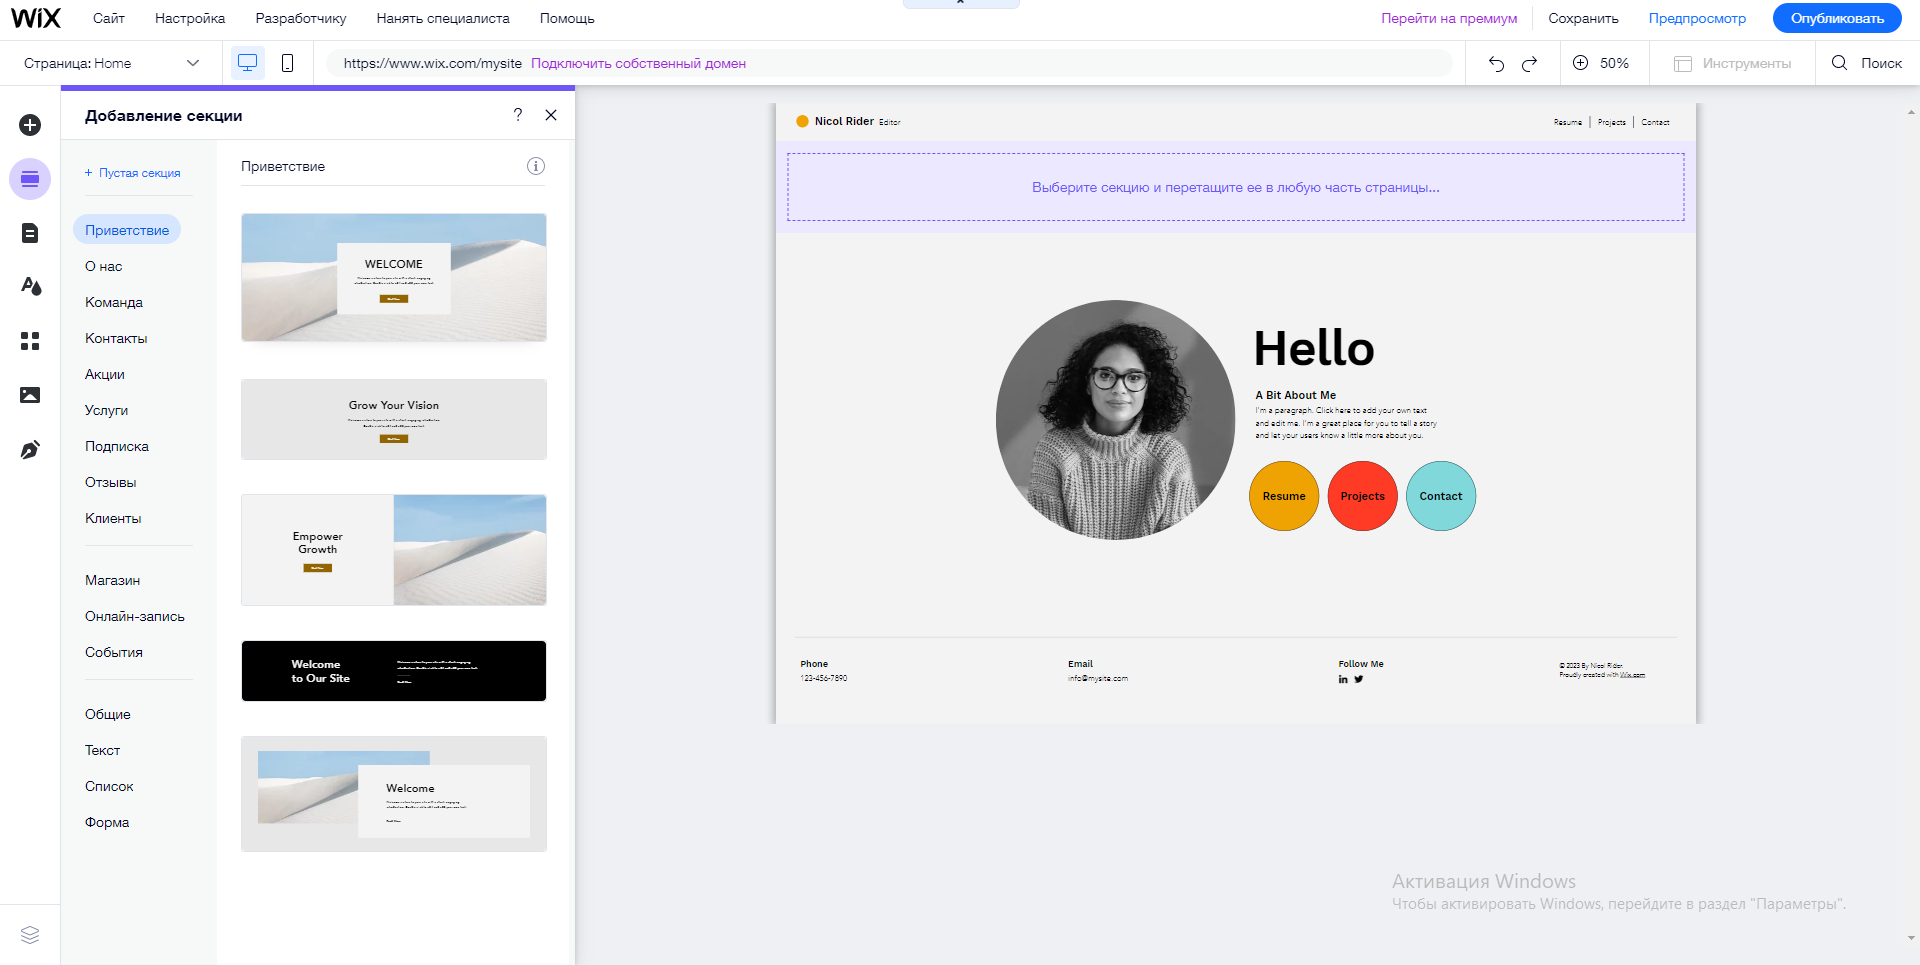 WiX
Сайт
Настройка
Разработчику
Нанять специалиста
Помощь
Перейти на премиум
Сохранить
Предпросмотр
Опубликовать
Страница: Home
https://www.wix.com/mysite
Подключить собственный домен
50%
Инструменты
Поиск
Добавление секции
?
+ Пустая секция
Приветствие
О нас
Команда
Контакты
Акции
Услуги
Подписка
Отзывы
Клиенты
Магазин
Онлайн-запись
События
Общие
Текст
Список
Форма
Приветствие
WELCOME
Grow Your Vision
Empower
Growth
Welcome
to Our Site
Welcome
Nicol Rider Editor
Resume
Projects
Contact
Выберите секцию и перетащите ее в любую часть страницы...
Hello
A Bit About Me
I'm a paragraph. Click here to add your own text
and edit me. I'm a great place for you to tell a story
and let your users know a little more about you.
Resume
Projects
Contact
Phone
123-456-7890
Email
info@mysite.com
Follow Me
in
© 2023 By Nicol Rider.
Proudly created with Wix.com
Активация Windows
Чтобы активировать Windows, перейдите в раздел "Параметры".